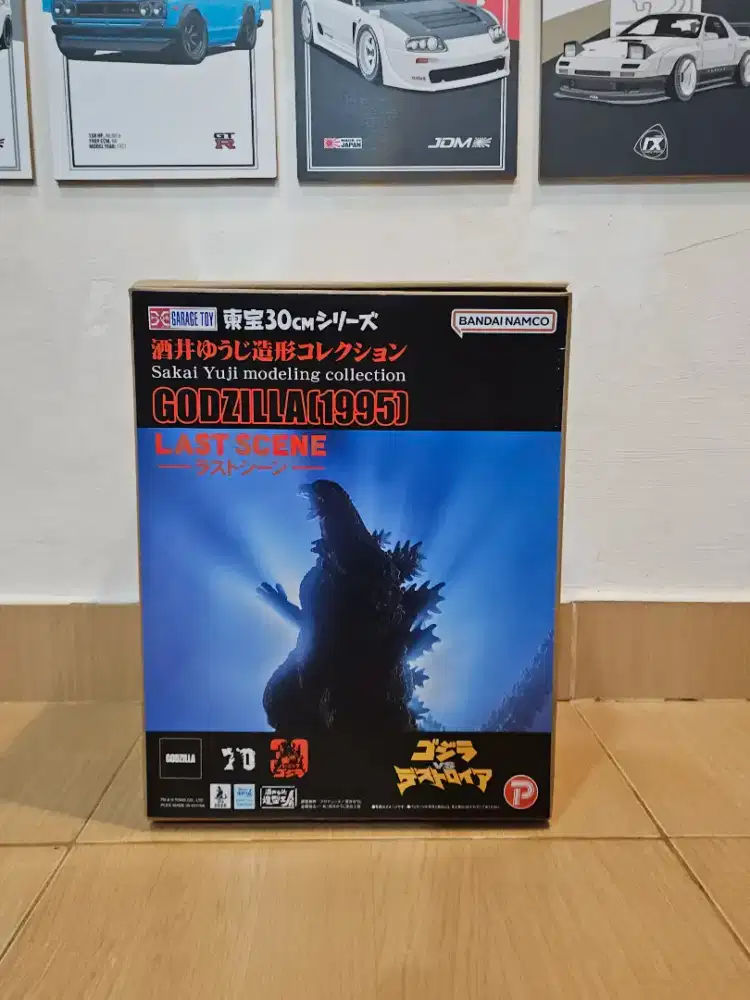 GT
R
MADE IN
JAPAN
JDM
GARAGE TOY
東宝30CMシリーズ
BANDAI NAMCO
酒井ゆうじ造形コレクション
Sakai Yuji modeling collection
GODZILLA(1995)
LAST SCENE
ラストシーン
GODZILLA
70
ゴジラ
VS
デストロイア
P